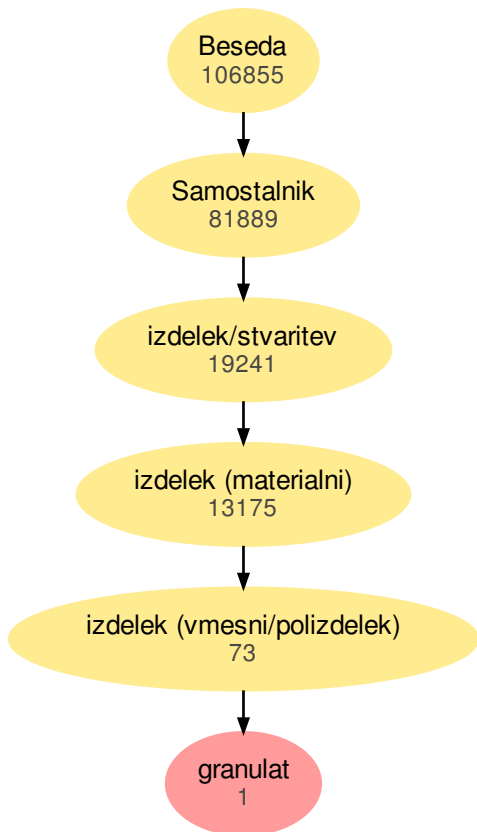 Beseda
106855
Samostalnik
81889
izdelek/stvaritev
19241
izdelek (materialni)
13175
izdelek (vmesni/polizdelek)
73
granulat
1